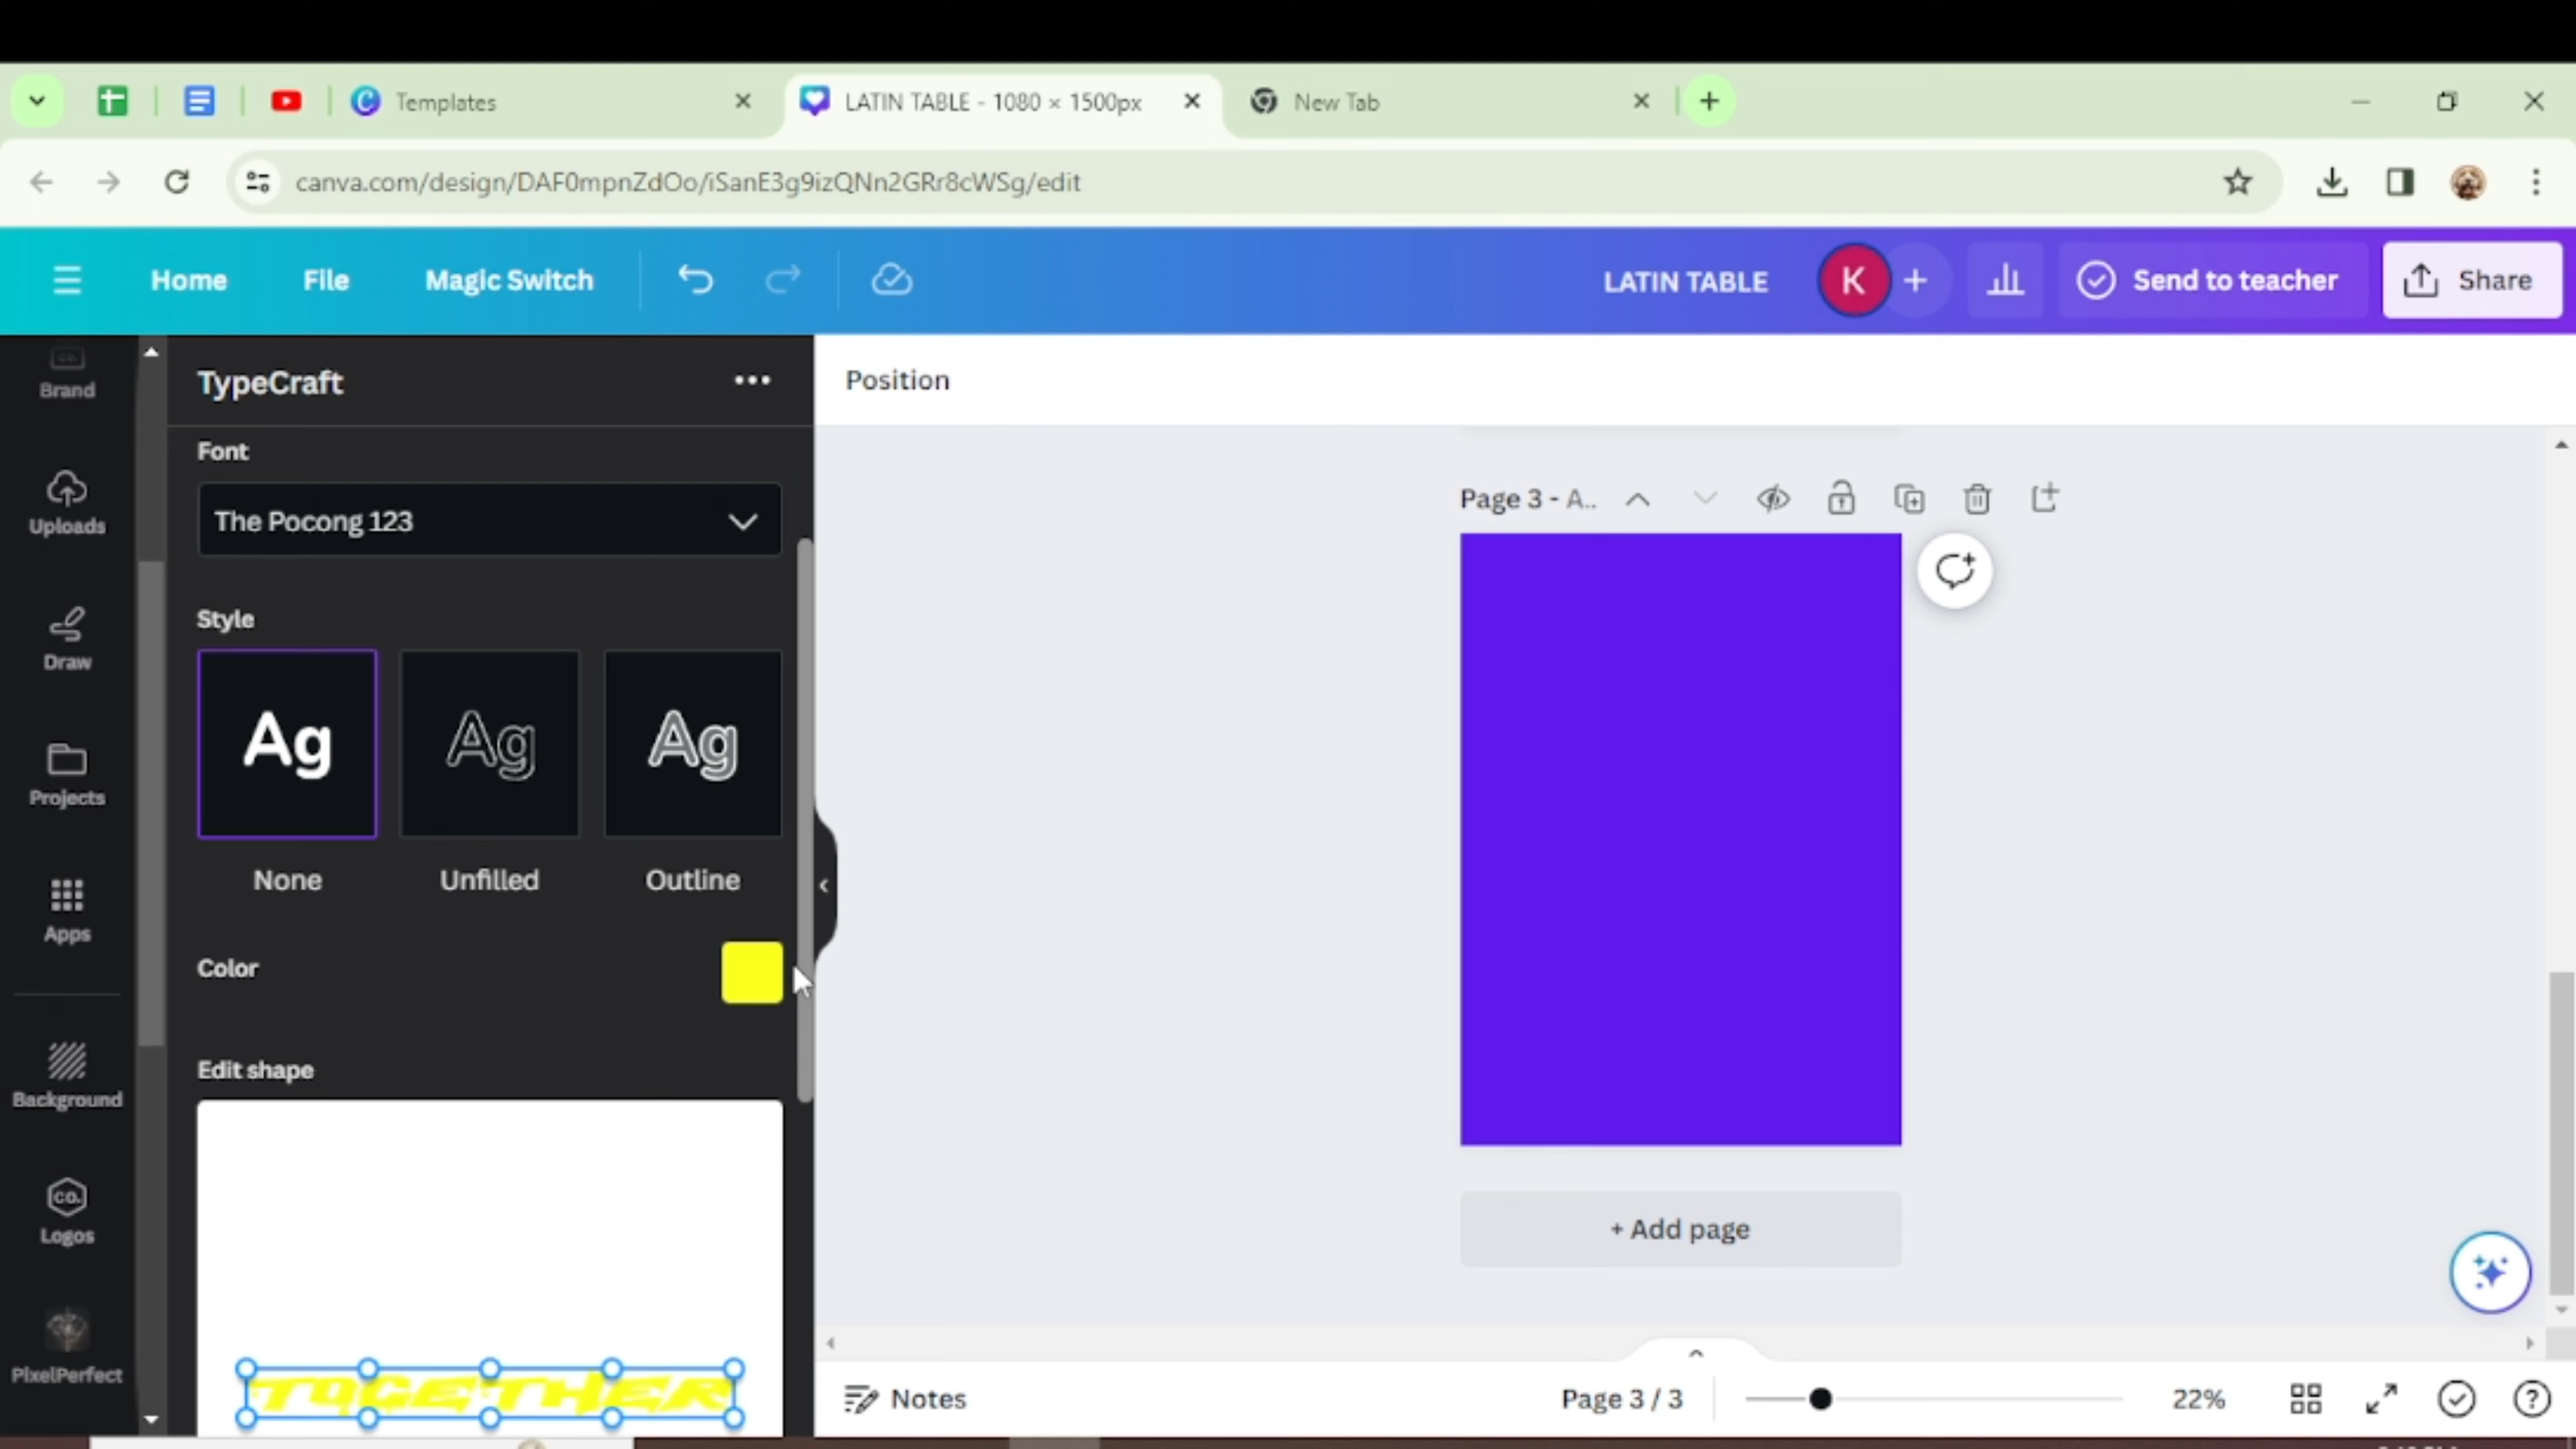 Templates
LATIN TABLE - 1080 × 1500px
New Tab
canva.com/design/DAF0mpnZdOo/iSanE3g9izQNn2GRr8cWSg/edit
Home
File
Magic Switch
LATIN TABLE
K
Send to teacher
Share
Brand
Uploads
Draw
Projects
Apps
Background
CO.
Logos
PixelPerfect
TypeCraft
Font
The Pocong 123
Style
Ag
Ag
Ag
None
Unfilled
Outline
Color
Edit shape
TOGETHER
Position
Page 3 - A..
+ Add page
Notes
Page 3 / 3
22%